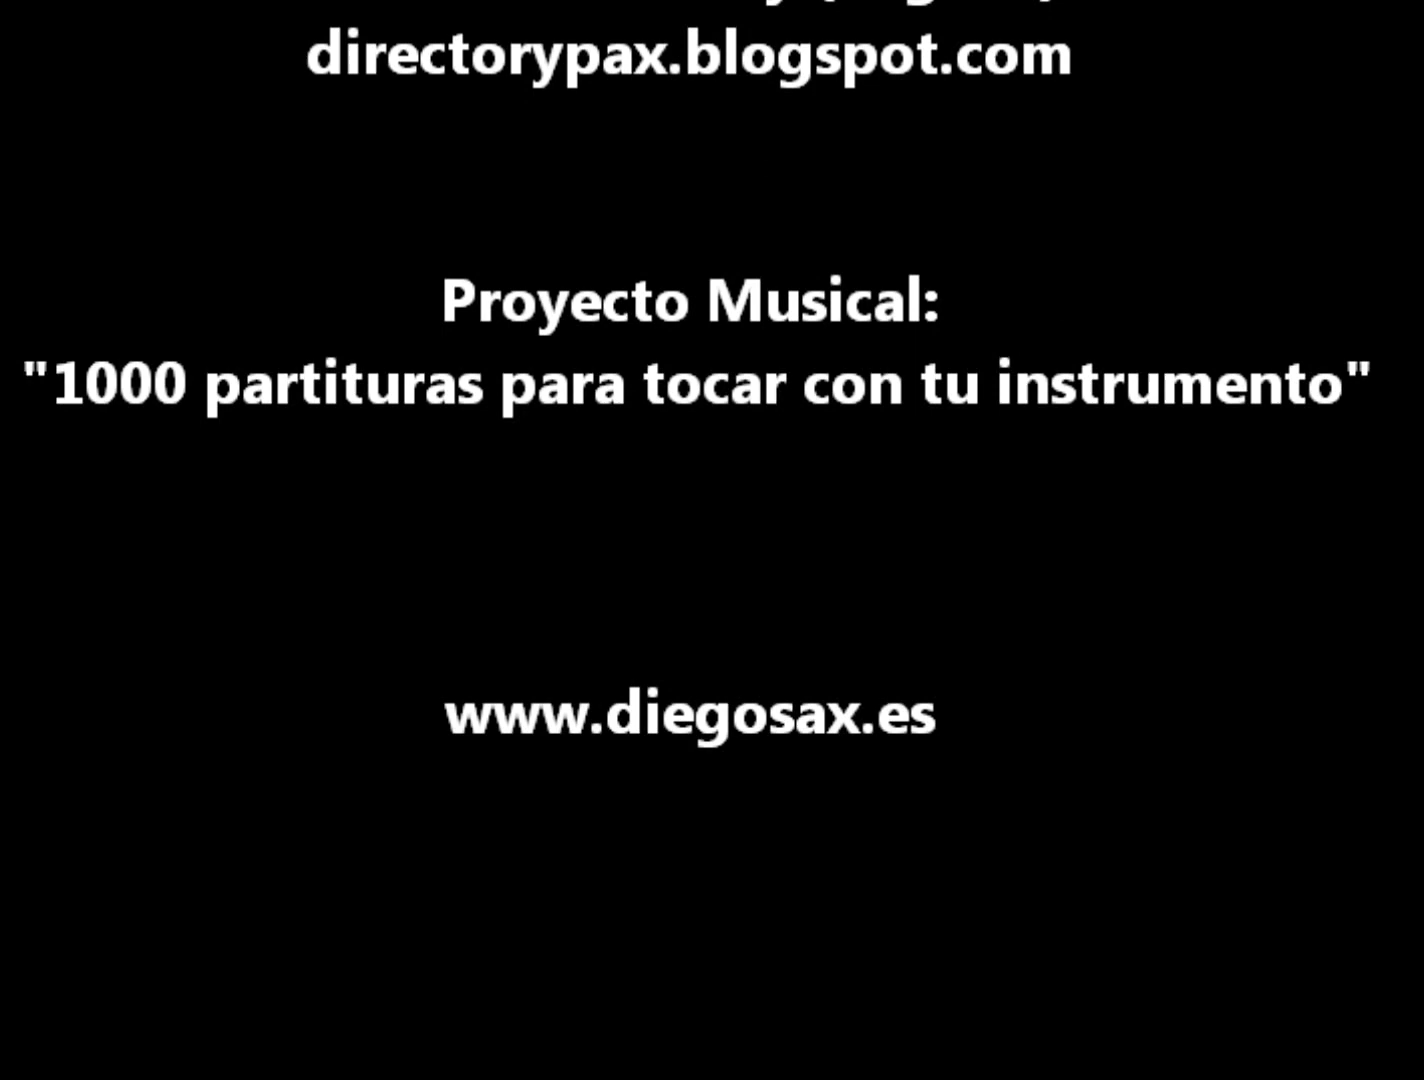 directorypax.blogspot.com
Proyecto Musical:
"1000 partituras para tocar con tu instrumento"
www.diegosax.es